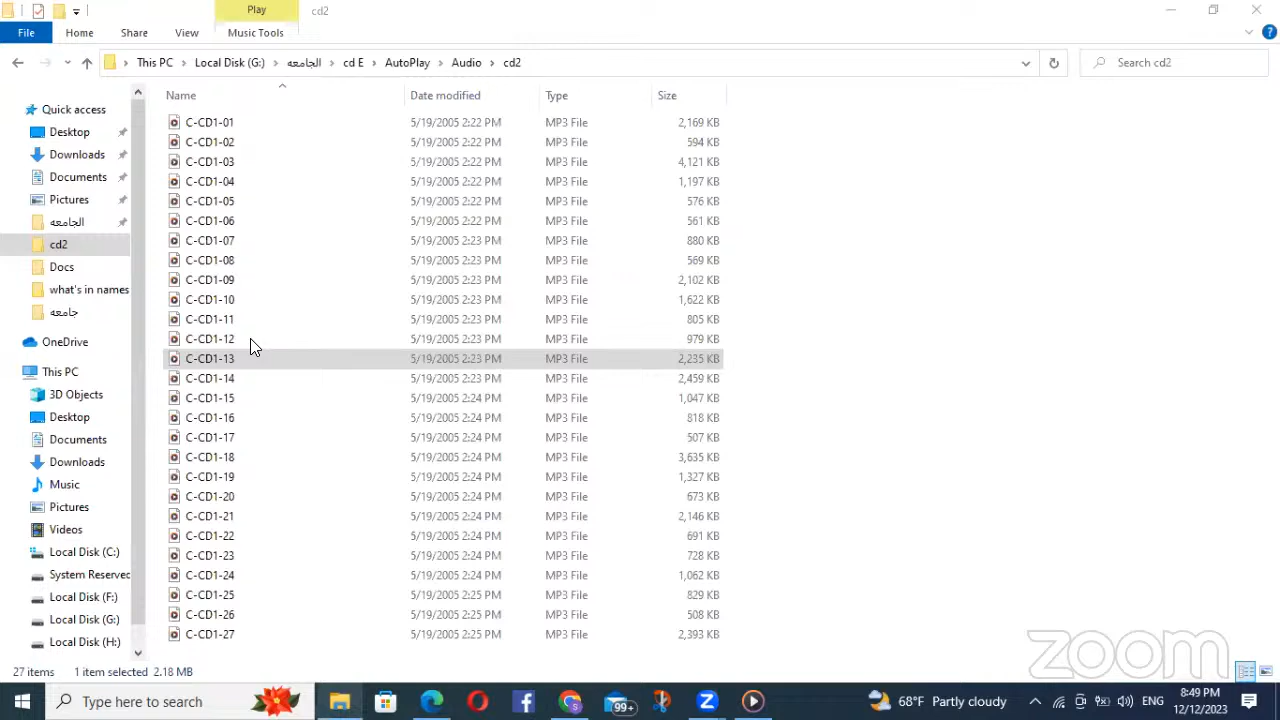 Play
cd2
File
Home
Share
View
Music Tools
This PC
Local Disk (G:)
الجامعه
cd E
AutoPlay
Audio
cd2
Search cd2
Name
Date modified
Type
Size
Quick access
Desktop
Downloads
Documents
Pictures
الجامعه
cd2
Docs
what's in names
جامعه
OneDrive
This PC
3D Objects
Desktop
Documents
Downloads
Music
Pictures
Videos
Local Disk (C:)
System Reserved
Local Disk (F:)
Local Disk (G:)
Local Disk (H:)
C-CD1-01 5/19/2005 2:22 PM MP3 File 2,169 KB
C-CD1-02 5/19/2005 2:22 PM MP3 File 594 KB
C-CD1-03 5/19/2005 2:22 PM MP3 File 4,121 KB
C-CD1-04 5/19/2005 2:22 PM MP3 File 1,197 KB
C-CD1-05 5/19/2005 2:22 PM MP3 File 576 KB
C-CD1-06 5/19/2005 2:22 PM MP3 File 561 KB
C-CD1-07 5/19/2005 2:23 PM MP3 File 880 KB
C-CD1-08 5/19/2005 2:23 PM MP3 File 569 KB
C-CD1-09 5/19/2005 2:23 PM MP3 File 2,102 KB
C-CD1-10 5/19/2005 2:23 PM MP3 File 1,622 KB
C-CD1-11 5/19/2005 2:23 PM MP3 File 805 KB
C-CD1-12 5/19/2005 2:23 PM MP3 File 979 KB
C-CD1-13 5/19/2005 2:23 PM MP3 File 2,235 KB
C-CD1-14 5/19/2005 2:23 PM MP3 File 2,459 KB
C-CD1-15 5/19/2005 2:24 PM MP3 File 1,047 KB
C-CD1-16 5/19/2005 2:24 PM MP3 File 818 KB
C-CD1-17 5/19/2005 2:24 PM MP3 File 507 KB
C-CD1-18 5/19/2005 2:24 PM MP3 File 3,635 KB
C-CD1-19 5/19/2005 2:24 PM MP3 File 1,327 KB
C-CD1-20 5/19/2005 2:24 PM MP3 File 673 KB
C-CD1-21 5/19/2005 2:24 PM MP3 File 2,146 KB
C-CD1-22 5/19/2005 2:24 PM MP3 File 691 KB
C-CD1-23 5/19/2005 2:24 PM MP3 File 728 KB
C-CD1-24 5/19/2005 2:24 PM MP3 File 1,062 KB
C-CD1-25 5/19/2005 2:25 PM MP3 File 829 KB
C-CD1-26 5/19/2005 2:25 PM MP3 File 508 KB
C-CD1-27 5/19/2005 2:25 PM MP3 File 2,393 KB
zoom
27 items 1 item selected 2.18 MB
Type here to search
99+
68°F Partly cloudy
ENG
8:49 PM
12/12/2023